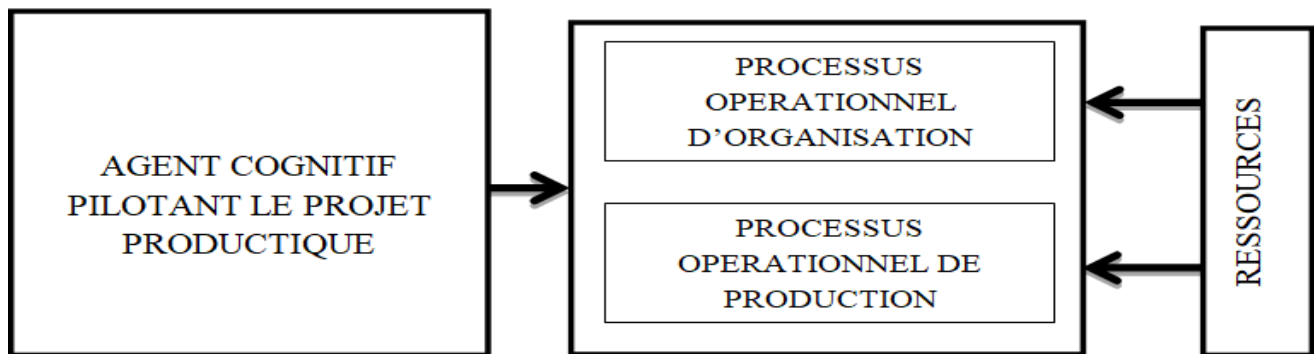 AGENT COGNITIF
PILOTANT LE PROJET
PRODUCTIQUE
PROCESSUS
OPERATIONNEL
D’ORGANISATION
PROCESSUS
OPERATIONNEL DE
PRODUCTION
RESSOURCES